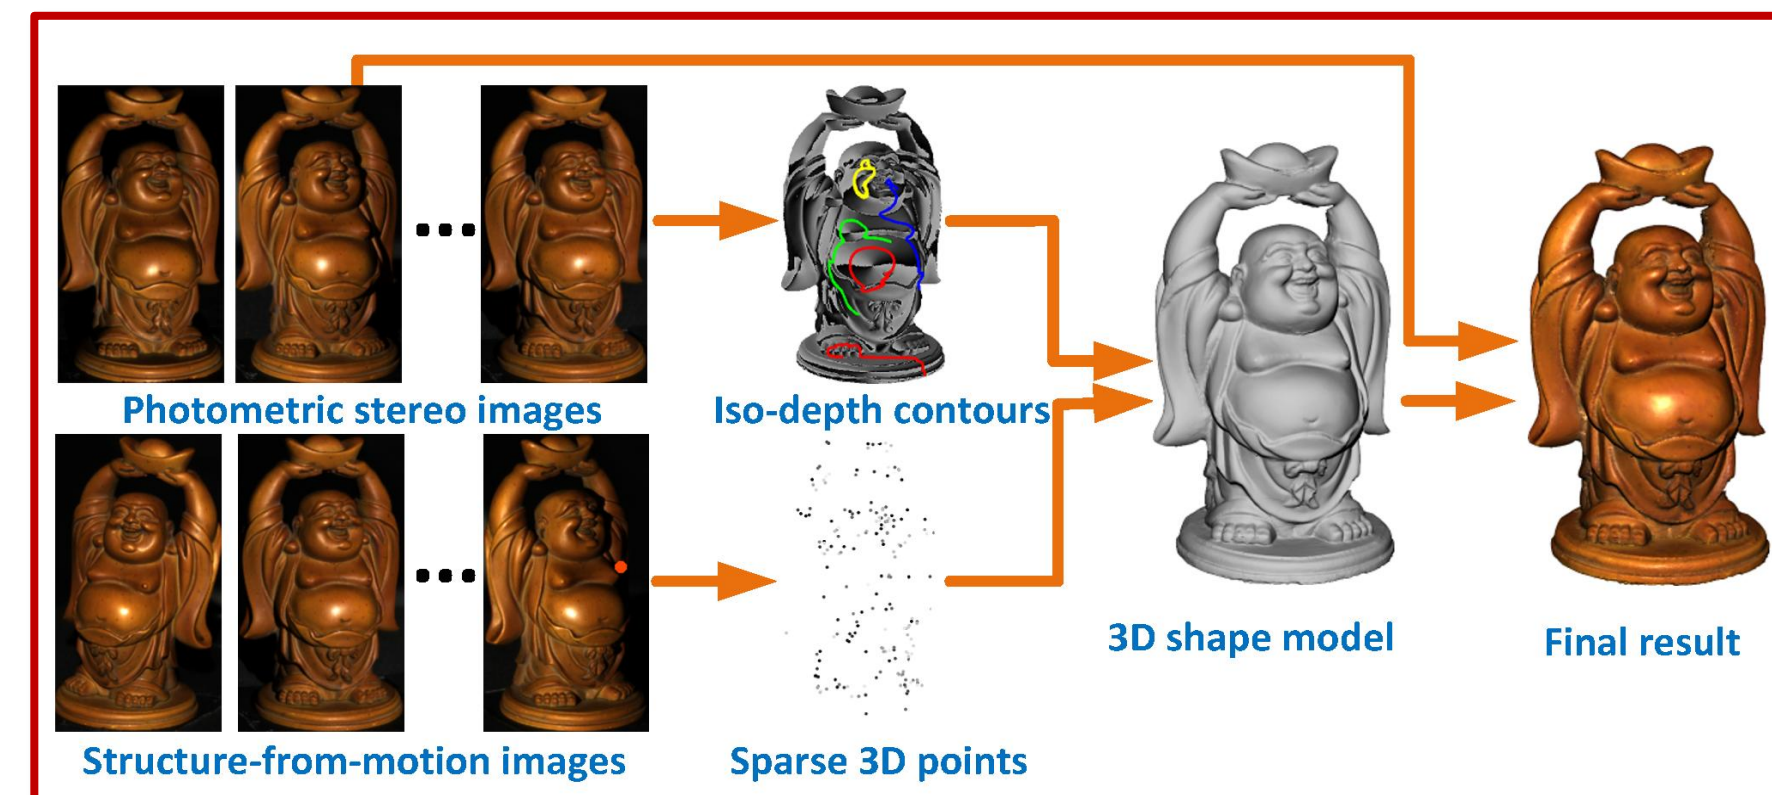 Photometric stereo images
Iso-depth contours
Structure-from-motion images
Sparse 3D points
3D shape model
Final result